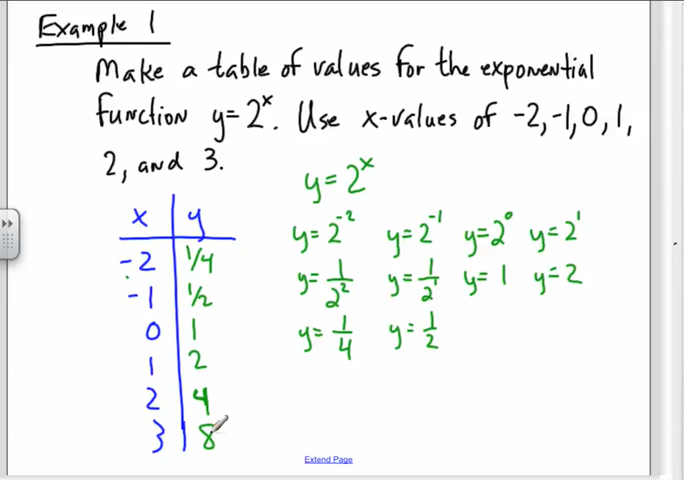 Example 1
Make a table of values for the exponential
function y = 2^x. Use x-values of -2, -1, 0, 1,
2, and 3.
y = 2^x
x | y
-2 | 1/4
-1 | 1/2
0 | 1
1 | 2
2 | 4
3 | 8
y = 2^-2 y = 2^-1 y = 2^0 y = 2^1
y = 1/2^2 y = 1/2^1 y = 1 y = 2
y = 1/4 y = 1/2
Extend Page